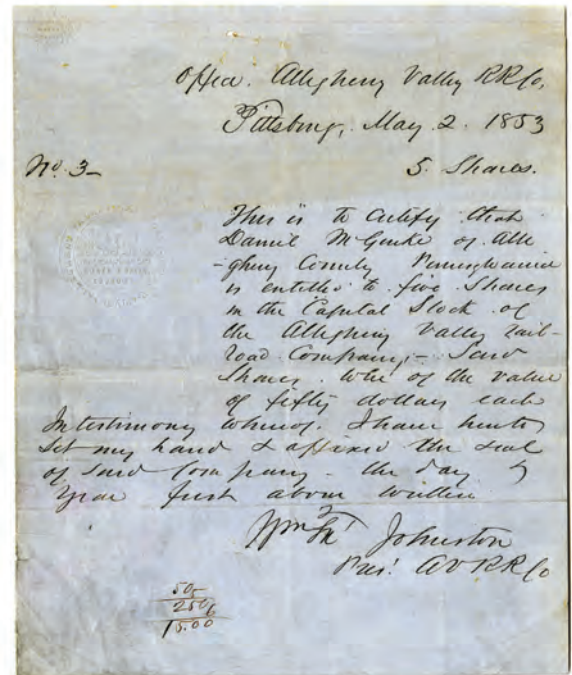 Office. Allegheny Valley RR Co,
Pittsburg, May 2. 1853
No. 3-
5 Shares.
This is to certify that
Daniel of Alle
-gheny County Pennsylvania
is entitled to five Shares
in the Capital Stock of
the Allegheny Valley rail-
road Company,- Said
Shares of the value
of fifty dollars each
In testimony whereof. I have hereto
set my hand & affixed the seal
of said Company - the day &
year first above written
Wm F. Johnston
Pres! AVRR Co
50
250
15.00